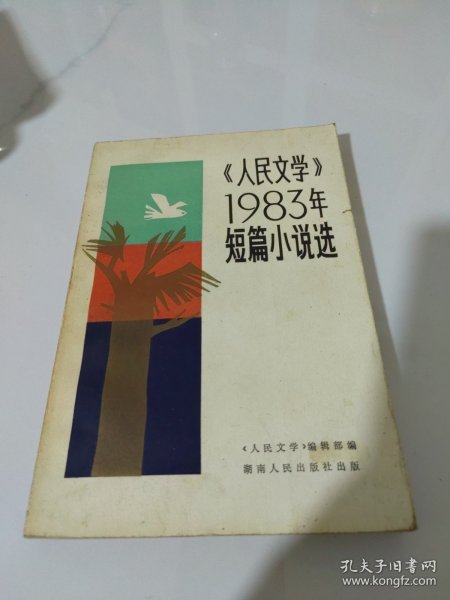 《人民文学》
1983年
短篇小说选
《人民文学》编辑部编
湖南人民出版社出版
孔夫子旧书网
www.kongfz.com